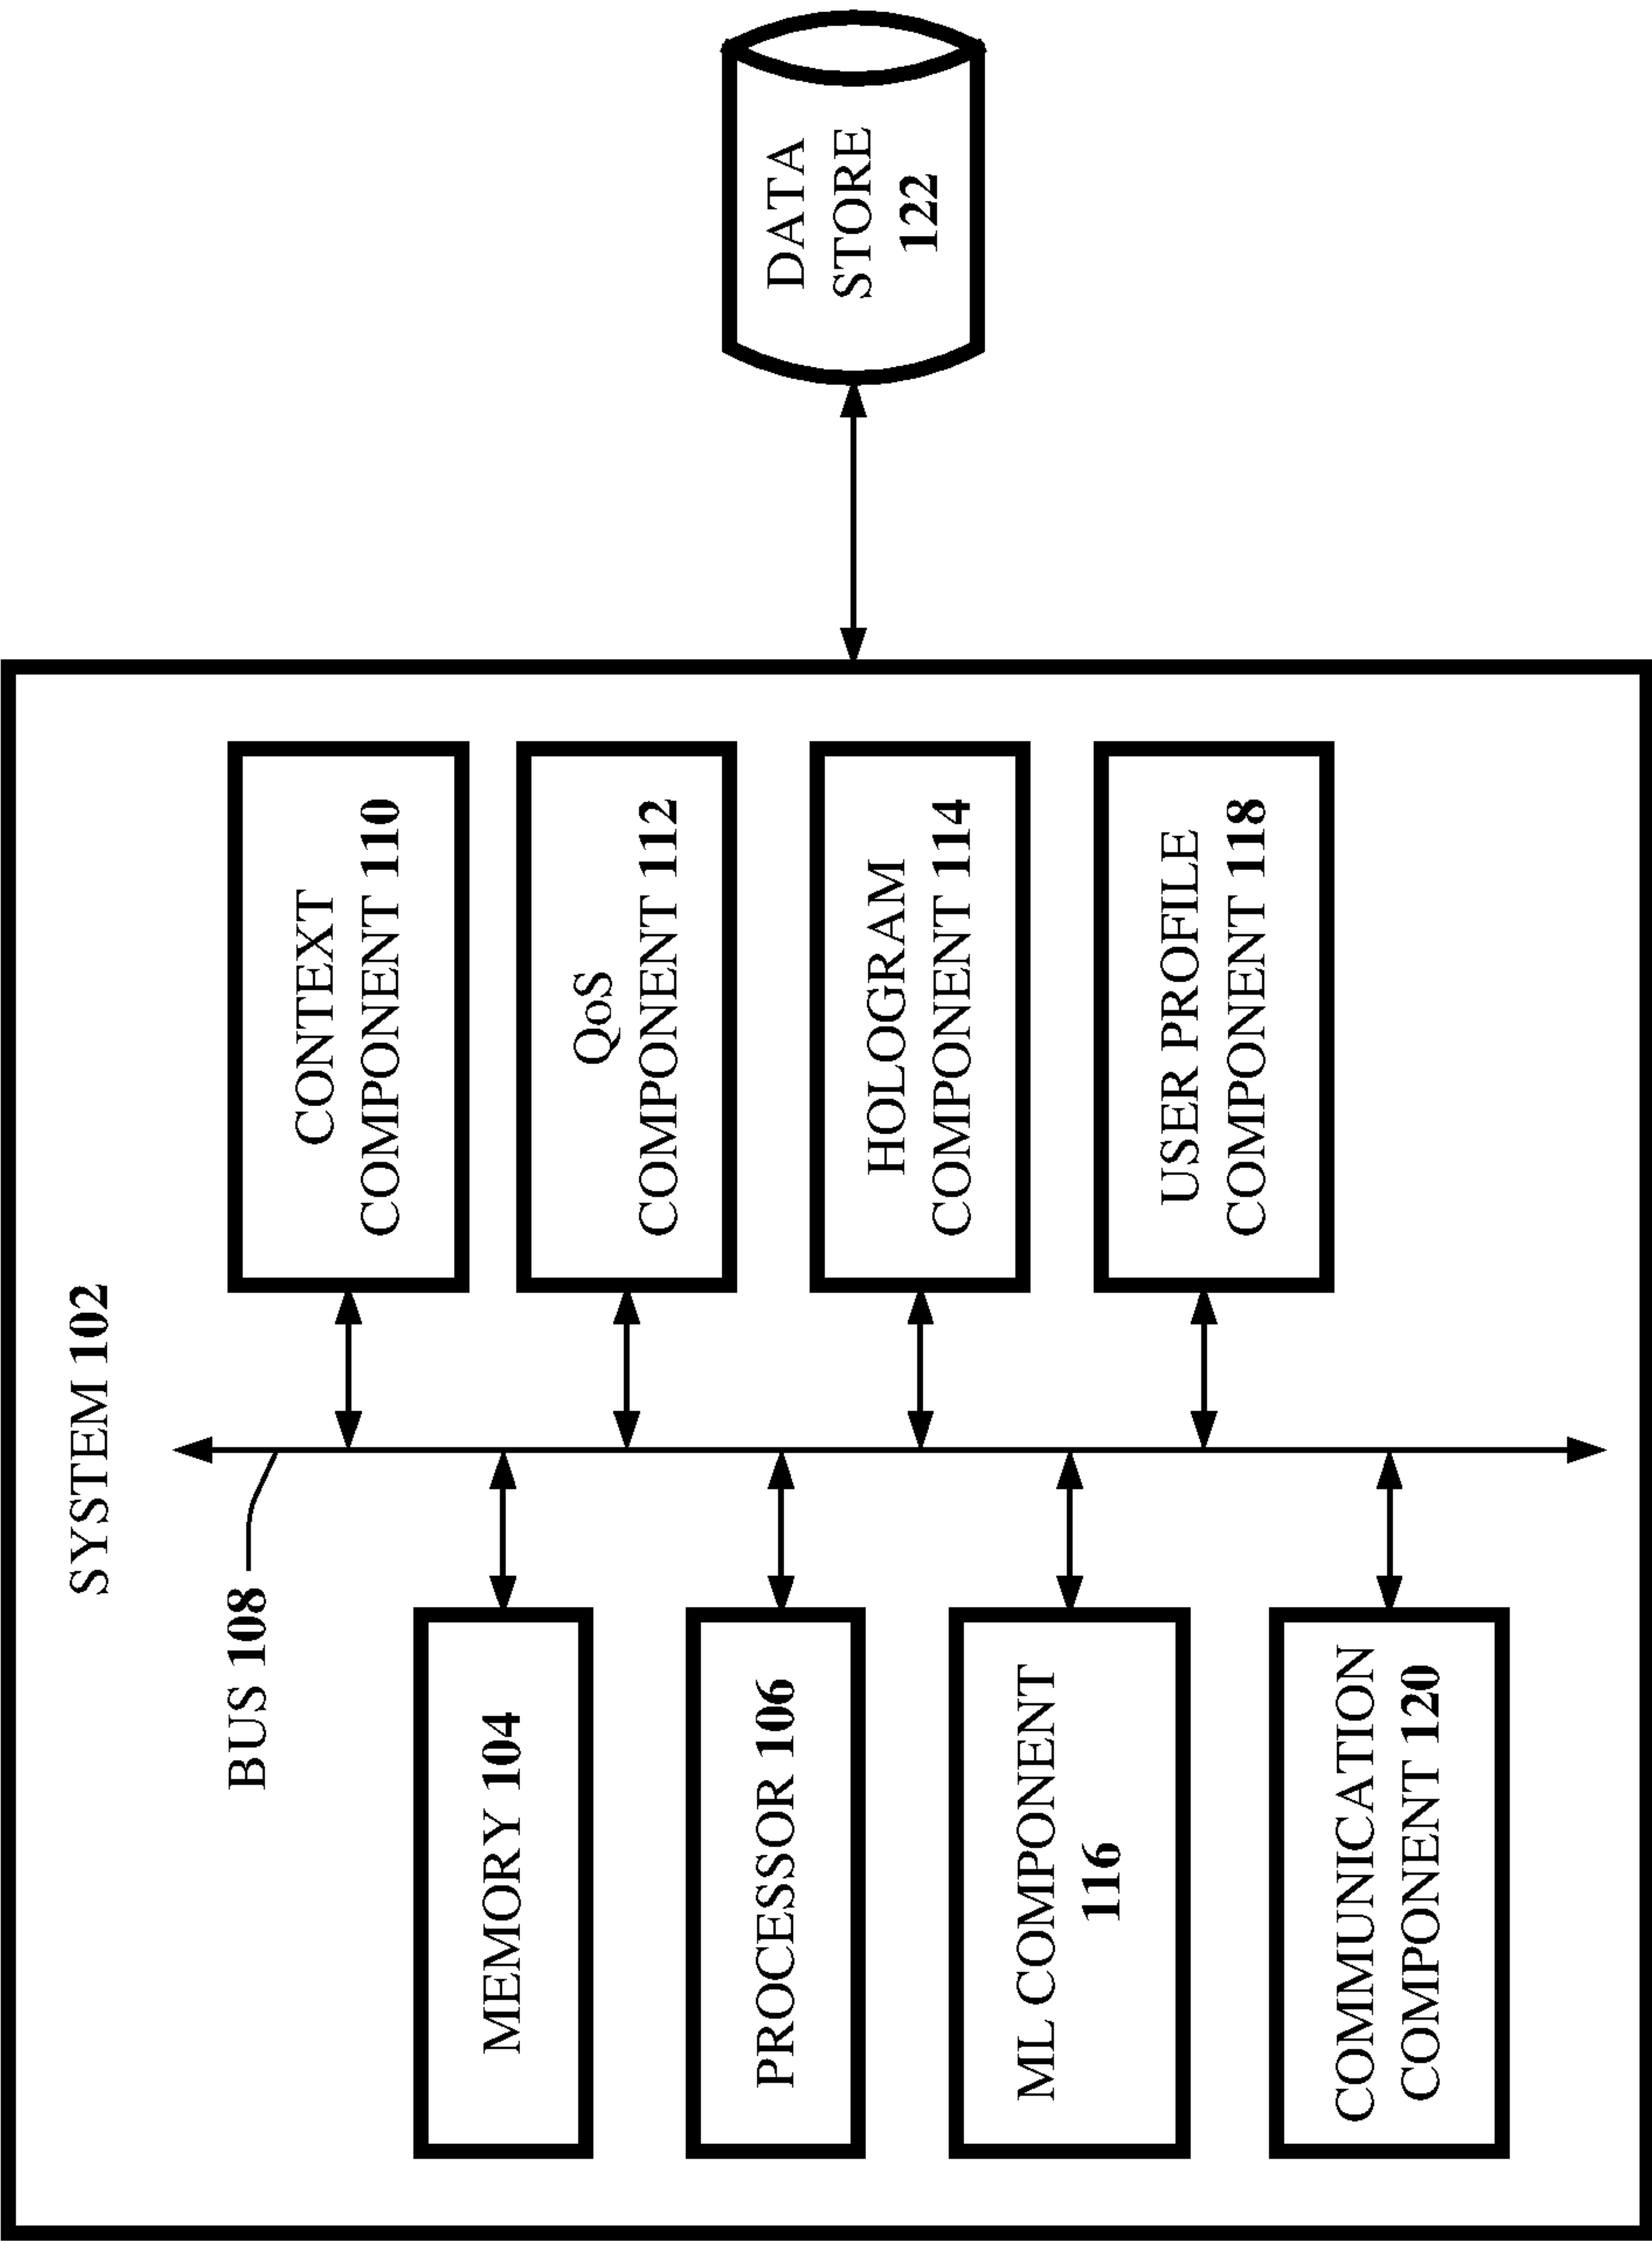 SYSTEM 102
BUS 108
MEMORY 104
PROCESSOR 106
ML COMPONENT
116
COMMUNICATION
COMPONENT 120
CONTEXT
COMPONENT 110
QoS
COMPONENT 112
HOLOGRAM
COMPONENT 114
USER PROFILE
COMPONENT 118
DATA
STORE
122